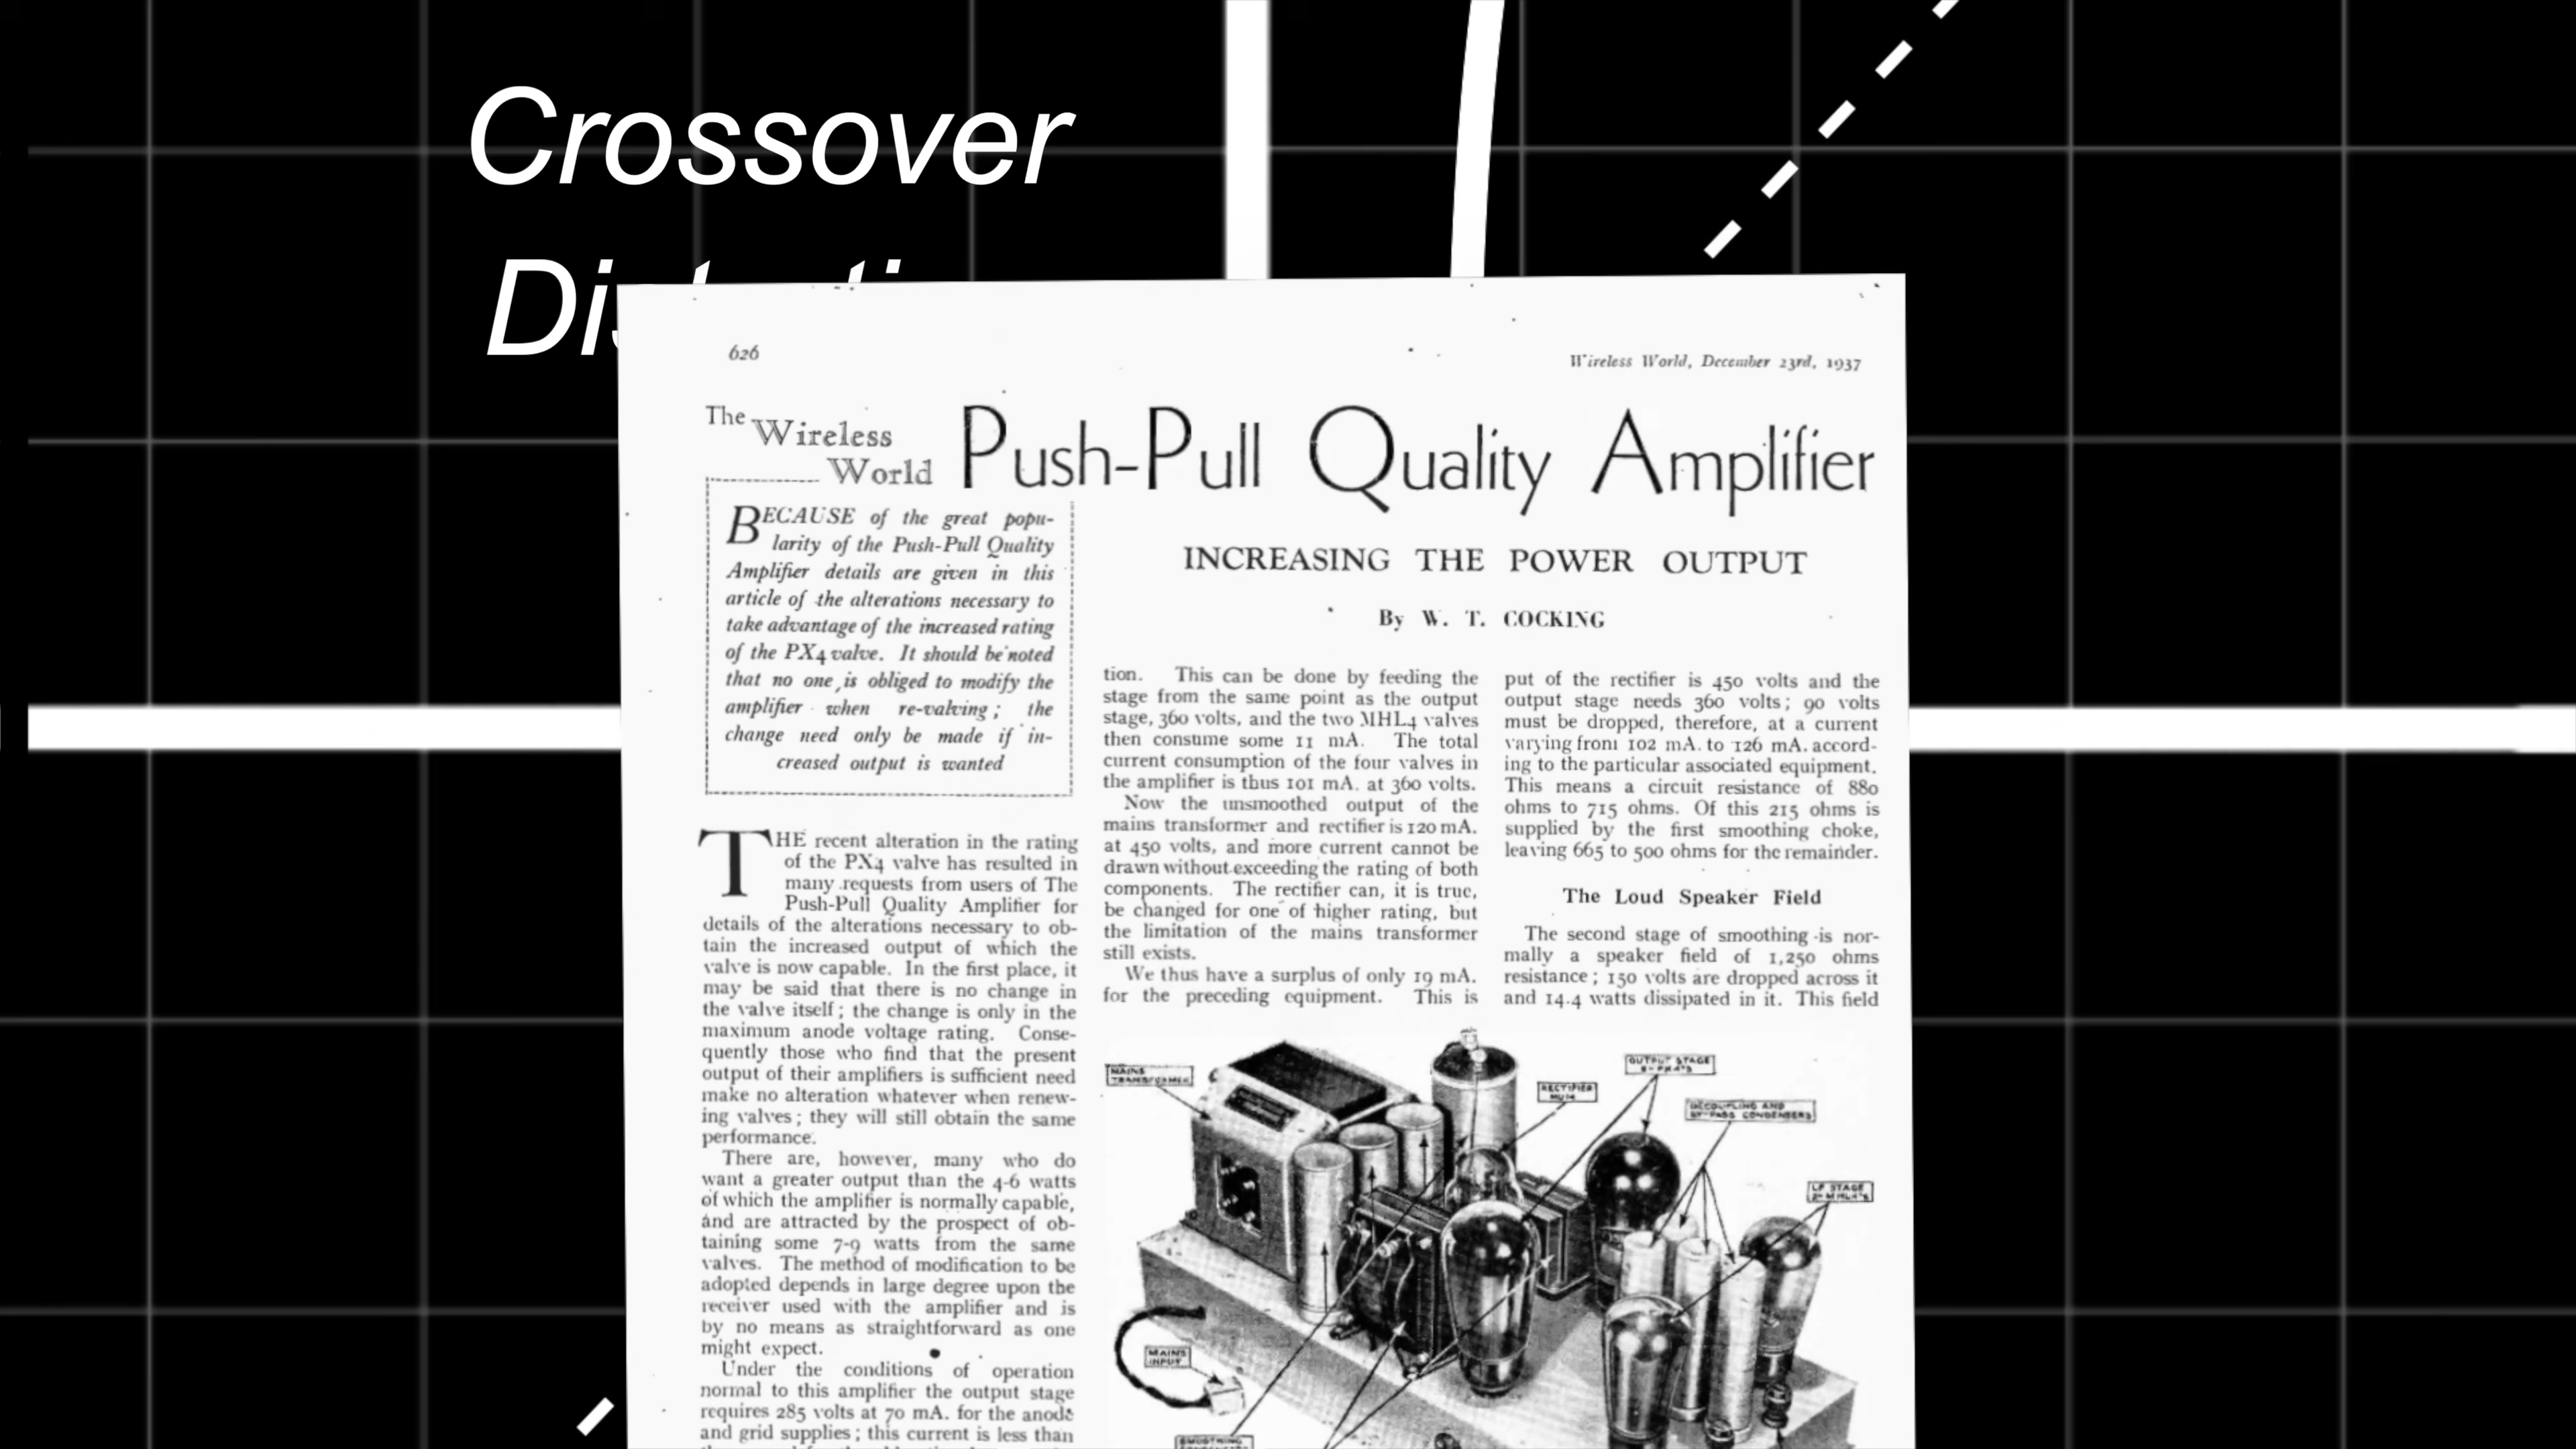 Crossover
626
Wireless World, December 23rd, 1937
The Wireless
World
Push-Pull Quality Amplifier
BECAUSE of the great popu-
larity of the Push-Pull Quality
Amplifier details are given in this
article of the alterations necessary to
take advantage of the increased rating
of the PX4 valve. It should be noted
that no one is obliged to modify the
amplifier when re-valving; the
change need only be made if in-
creased output is wanted
INCREASING THE POWER OUTPUT
By W. T. COCKING
THE recent alteration in the rating
of the PX4 valve has resulted in
many requests from users of The
Push-Pull Quality Amplifier for
details of the alterations necessary to ob-
tain the increased output of which the
valve is now capable. In the first place, it
may be said that there is no change in
the valve itself; the change is only in the
maximum anode voltage rating. Conse-
quently those who find that the present
output of their amplifiers is sufficient need
make no alteration whatever when renew-
ing valves; they will still obtain the same
performance.
There are, however, many who do
want a greater output than the 4-6 watts
of which the amplifier is normally capable,
and are attracted by the prospect of ob-
taining some 7-9 watts from the same
valves. The method of modification to be
adopted depends in large degree upon the
receiver used with the amplifier and is
by no means as straightforward as one
might expect.
Under the conditions of operation
normal to this amplifier the output stage
requires 285 volts at 70 mA. for the anode
and grid supplies; this current is less than
tion. This can be done by feeding the
stage from the same point as the output
stage, 360 volts, and the two MHL4 valves
then consume some 11 mA. The total
current consumption of the four valves in
the amplifier is thus 101 mA. at 360 volts.
Now the unsmoothed output of the
mains transformer and rectifier is 120 mA.
at 450 volts, and more current cannot be
drawn without exceeding the rating of both
components. The rectifier can, it is true,
be changed for one of higher rating, but
the limitation of the mains transformer
still exists.
We thus have a surplus of only 19 mA.
for the preceding equipment. This is
put of the rectifier is 450 volts and the
output stage needs 360 volts; 90 volts
must be dropped, therefore, at a current
varying from 102 mA. to 126 mA. accord-
ing to the particular associated equipment.
This means a circuit resistance of 880
ohms to 715 ohms. Of this 215 ohms is
supplied by the first smoothing choke,
leaving 665 to 500 ohms for the remainder.
The Loud Speaker Field
The second stage of smoothing is nor-
mally a speaker field of 1,250 ohms
resistance; 150 volts are dropped across it
and 14.4 watts dissipated in it. This field
MAINS
TRANSFORMER
RECTIFIER
OUTPUT STAGE
DECOUPLING AND
BY-PASS CONDENSERS
LF STAGE
MAINS
INPUT
SMOOTHING